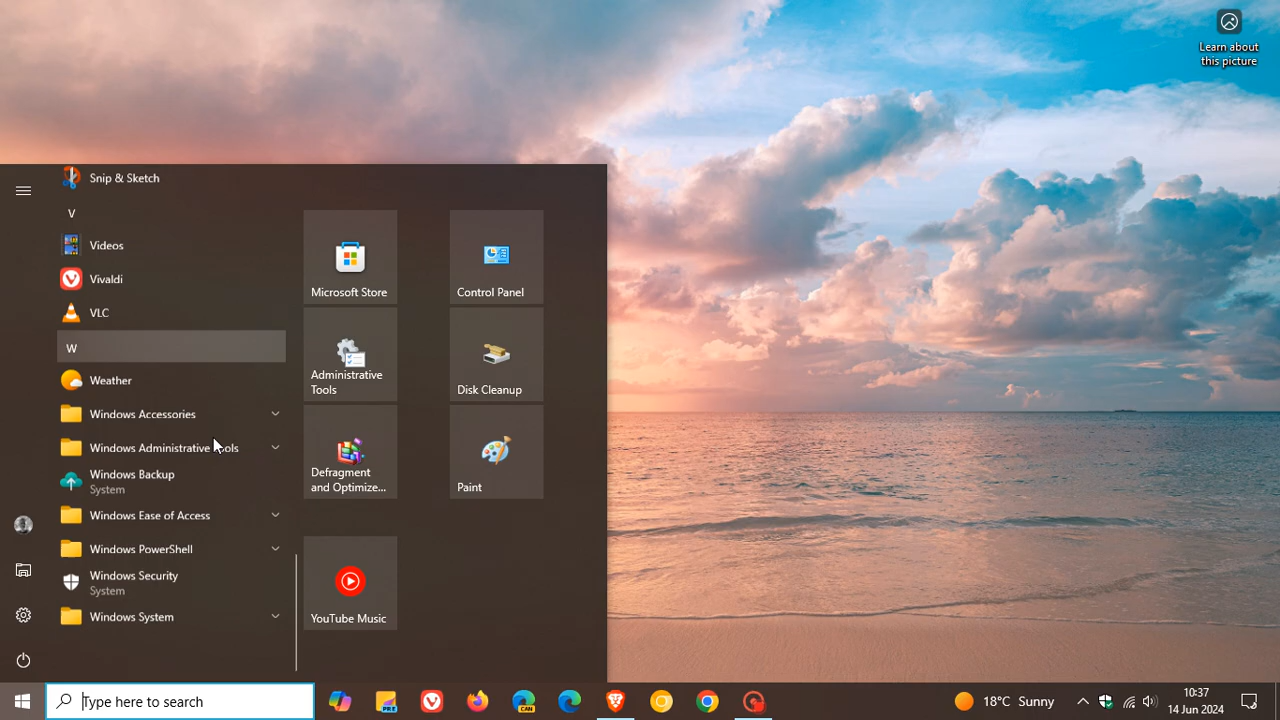 Learn about
this picture
Snip & Sketch
V
Videos
Vivaldi
VLC
W
Weather
Windows Accessories
Windows Administrative Tools
Windows Backup
System
Windows Ease of Access
Windows PowerShell
Windows Security
System
Windows System
Microsoft Store
Control Panel
Administrative
Tools
Disk Cleanup
Defragment
and Optimize...
Paint
YouTube Music
Type here to search
PRE
CAN
18°C Sunny
10:37
14 Jun 2024